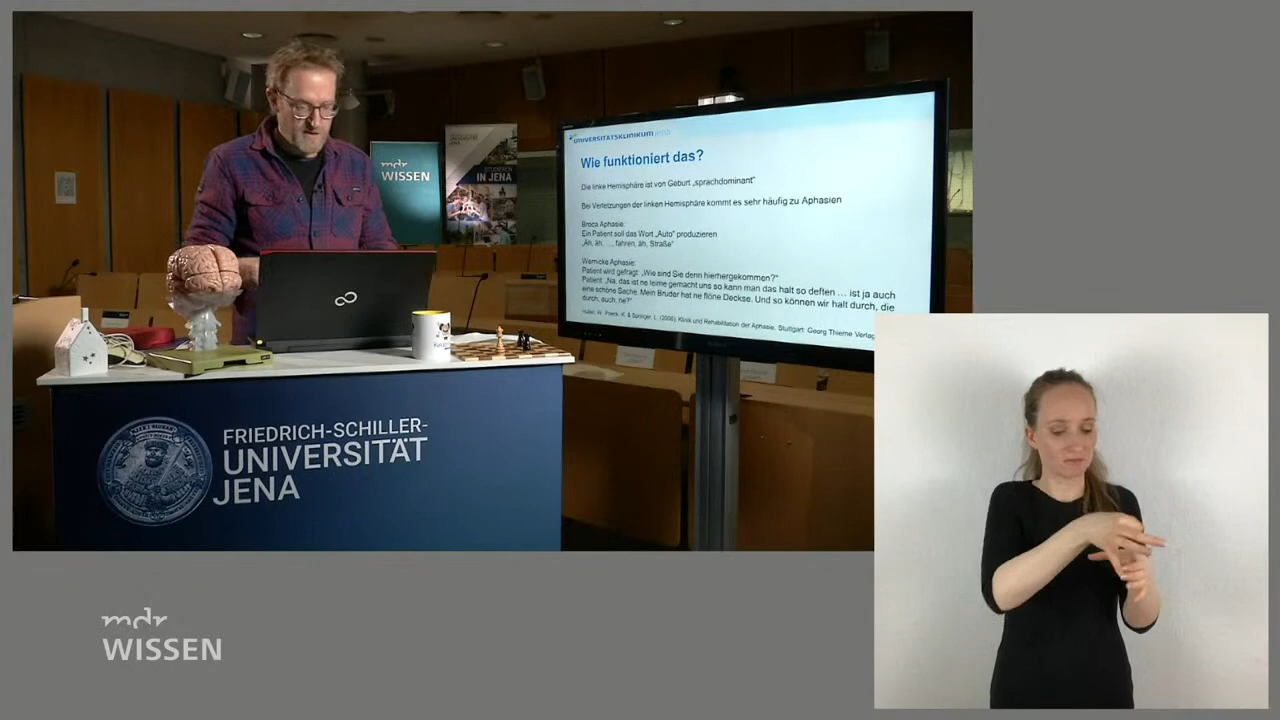 mdr
WISSEN
UNIVERSITÄT
JENA
STUDIEREN
IN JENA
UNIVERSITÄTSKLINIKUM jena
Wie funktioniert das?
Die linke Hemisphäre ist von Geburt „sprachdominant“
Bei Verletzungen der linken Hemisphäre kommt es sehr häufig zu Aphasien
Broca Aphasie:
Ein Patient soll das Wort „Auto“ produzieren
„Äh, äh, … fahren, äh, Straße“
Wernicke Aphasie:
Patient wird gefragt: „Wie sind Sie denn hierhergekommen?“
Patient: „Na, das ist ne leime gemacht uns so kann man das halt so deften … ist ja auch
eine schöne Sache. Mein Bruder hat ne flöne Deckse. Und so können wir halt durch, die
durch, auch, ne?“
Huber, W. Poeck, K. & Springer, L. (2006). Klinik und Rehabilitation der Aphasie. Stuttgart: Georg Thieme Verlag
FRIEDRICH-SCHILLER-
UNIVERSITÄT
JENA
mdr
WISSEN